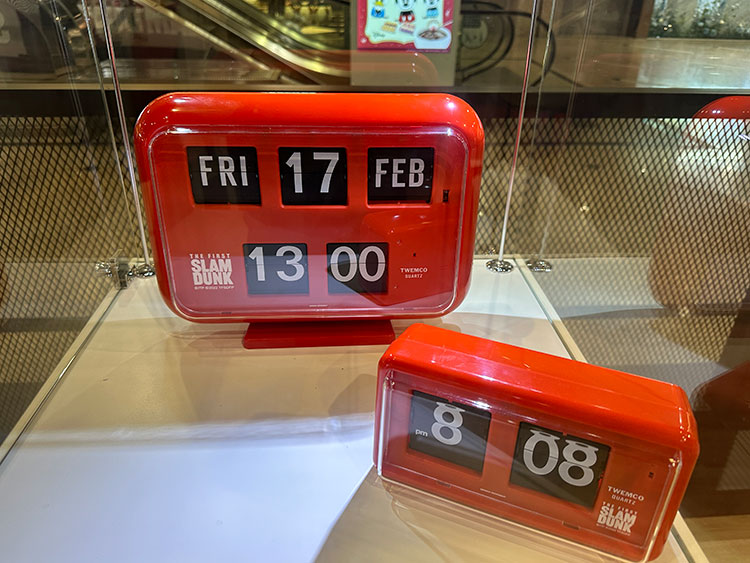 FRI 17 FEB
13 00
THE FIRST
SLAM
DUNK
TWEMCO
QUARTZ
pm 8 08
TWEMCO
QUARTZ
THE FIRST
SLAM
DUNK